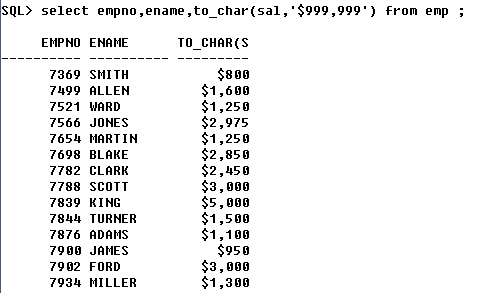 SQL> select empno,ename,to_char(sal,'$999,999') from emp ;
EMPNO ENAME TO_CHAR(S
---------- ---------- ---------
7369 SMITH $800
7499 ALLEN $1,600
7521 WARD $1,250
7566 JONES $2,975
7654 MARTIN $1,250
7698 BLAKE $2,850
7782 CLARK $2,450
7788 SCOTT $3,000
7839 KING $5,000
7844 TURNER $1,500
7876 ADAMS $1,100
7900 JAMES $950
7902 FORD $3,000
7934 MILLER $1,300